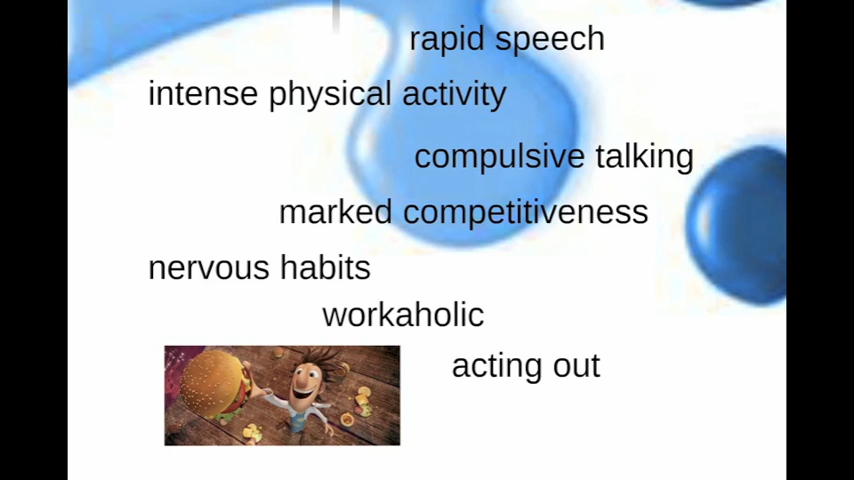 rapid speech
intense physical activity
compulsive talking
marked competitiveness
nervous habits
workaholic
acting out